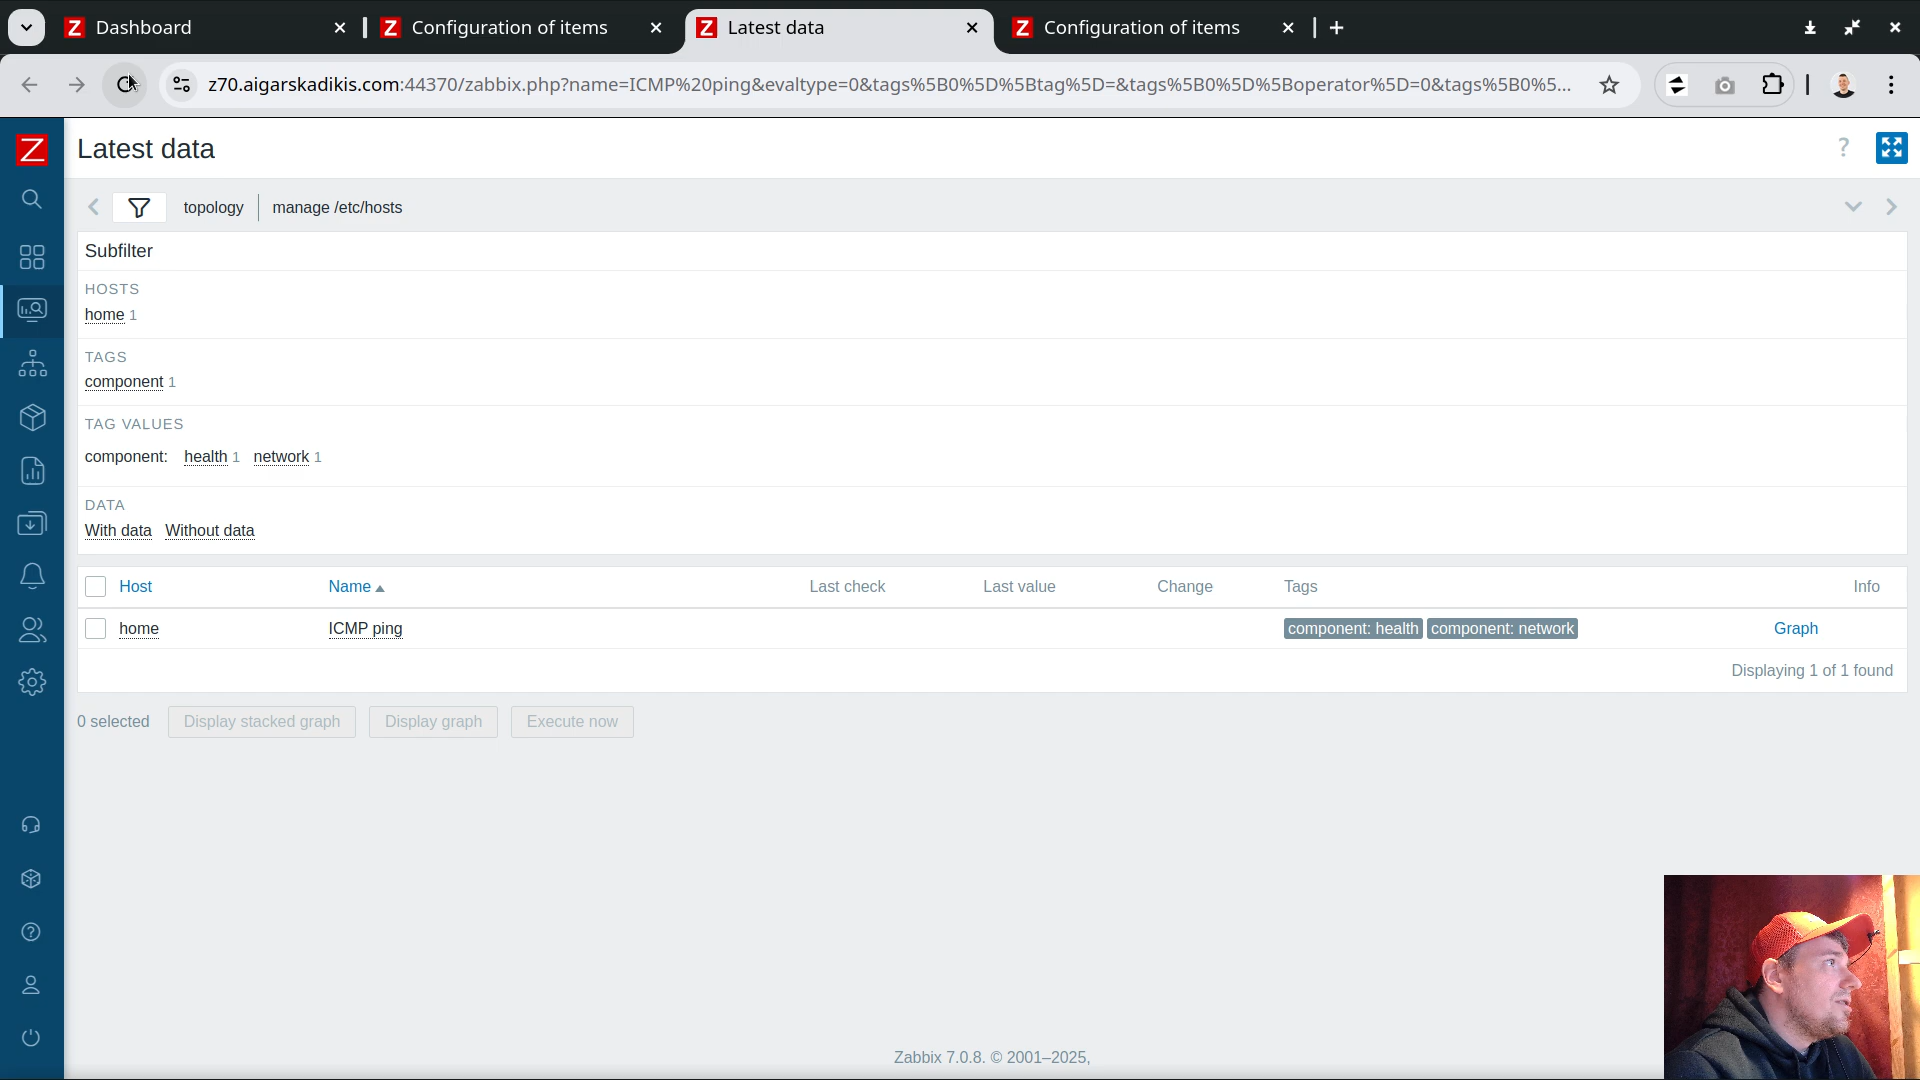 Dashboard
Configuration of items
Latest data
Configuration of items
z70.aigarskadikis.com:44370/zabbix.php?name=ICMP%20ping&evaltype=0&tags%5B0%5D%5Btag%5D=&tags%5B0%5D%5Boperator%5D=0&tags%5B0%5...
Z
Latest data
?
topology
manage /etc/hosts
Subfilter
HOSTS
home 1
TAGS
component 1
TAG VALUES
component: health 1 network 1
DATA
With data Without data
Host Name Last check Last value Change Tags Info
home ICMP ping component: health component: network Graph
Displaying 1 of 1 found
0 selected Display stacked graph Display graph Execute now
Zabbix 7.0.8. © 2001–2025,